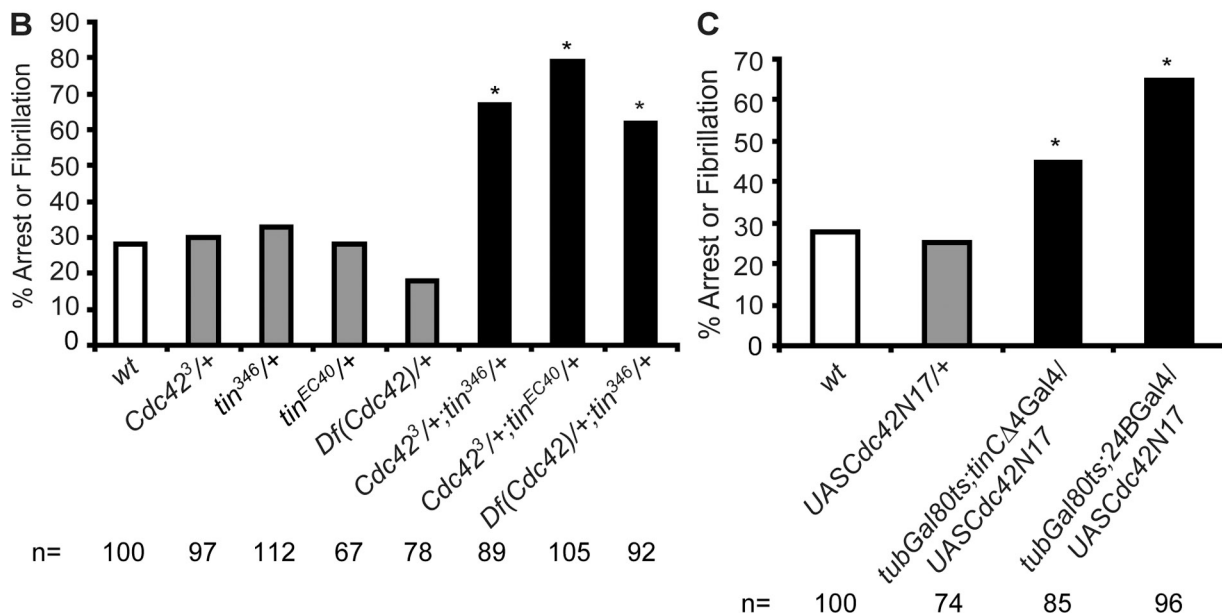 B
% Arrest or Fibrillation
90
80
70
60
50
40
30
20
10
0
*
*
*
wt
Cdc42³/+
tin³⁴⁶/+
tinᴱᶜ⁴⁰/+
Df(Cdc42)/+
Cdc42³/+;tin³⁴⁶/+
Cdc42³/+;tinᴱᶜ⁴⁰/+
Df(Cdc42)/+;tin³⁴⁶/+
n= 100 97 112 67 78 89 105 92
C
% Arrest or Fibrillation
70
60
50
40
30
20
10
0
*
*
wt
UASCdc42N17/+
tubGal80ts;tinCΔ4Gal4/
UASCdc42N17
tubGal80ts;24BGal4/
UASCdc42N17
n= 100 74 85 96